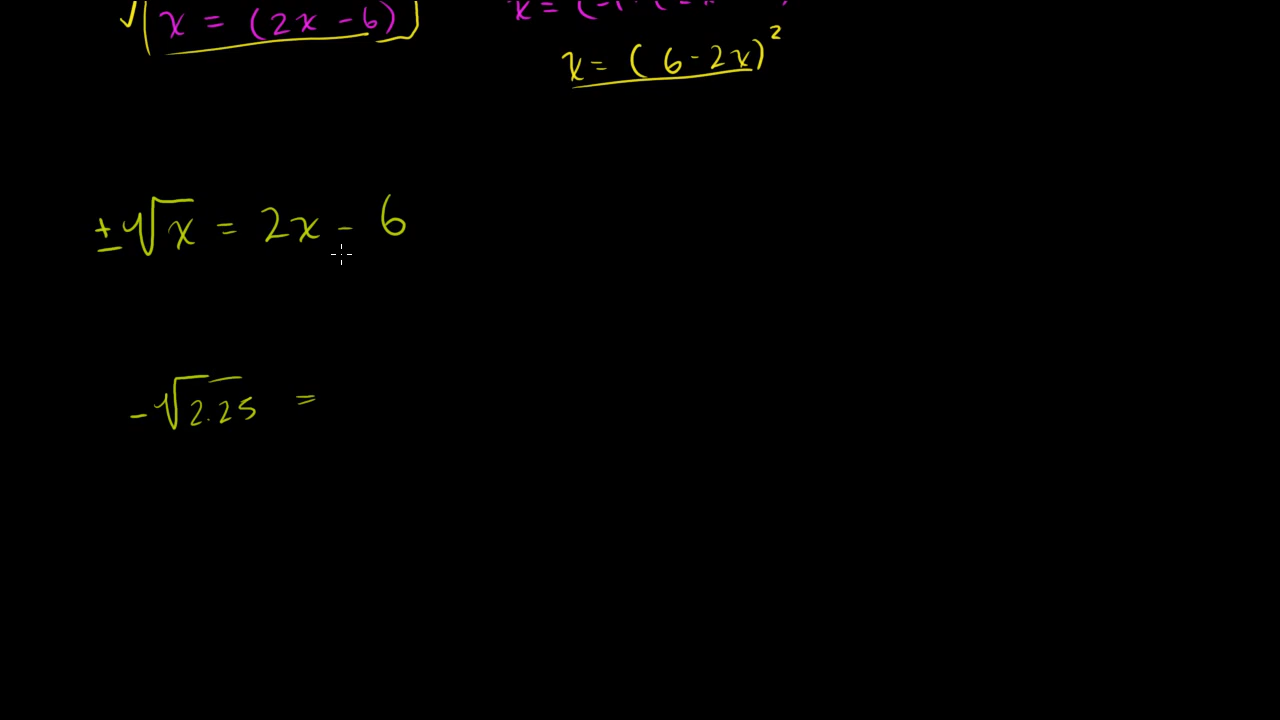 √(x = (2x - 6))
x = (6 - 2x)²
±√x = 2x - 6
-√2.25 =